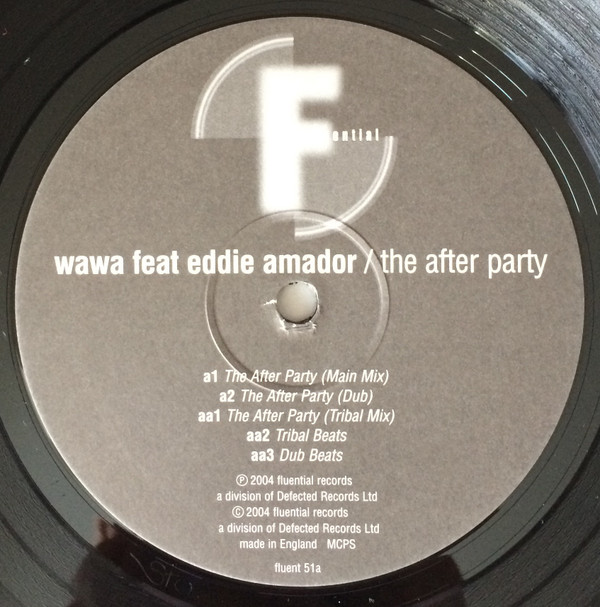 F
ential
wawa feat eddie amador / the after party
a1 The After Party (Main Mix)
a2 The After Party (Dub)
aa1 The After Party (Tribal Mix)
aa2 Tribal Beats
aa3 Dub Beats
℗ 2004 fluential records
a division of Defected Records Ltd
© 2004 fluential records
a division of Defected Records Ltd
made in England MCPS
fluent 51a